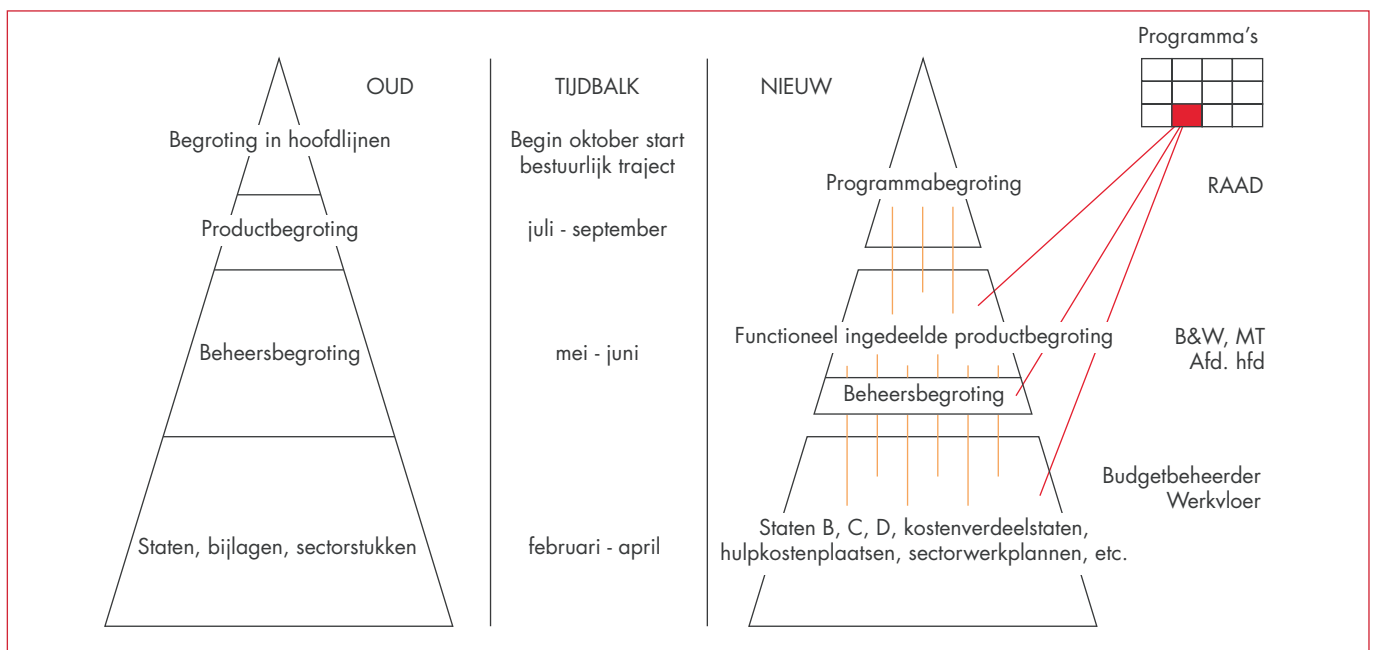 Programma's
OUD
TIJDBALK
NIEUW
Begroting in hoofdlijnen
Begin oktober start
bestuurlijk traject
Programmabegroting
RAAD
Productbegroting
juli - september
Beheersbegroting
mei - juni
Functioneel ingedeelde productbegroting
B&W, MT
Afd. hfd
Beheersbegroting
Budgetbeheerder
Werkvloer
Staten, bijlagen, sectorstukken
februari - april
Staten B, C, D, kostenverdeelstaten,
hulpkostenplaatsen, sectorwerkplannen, etc.